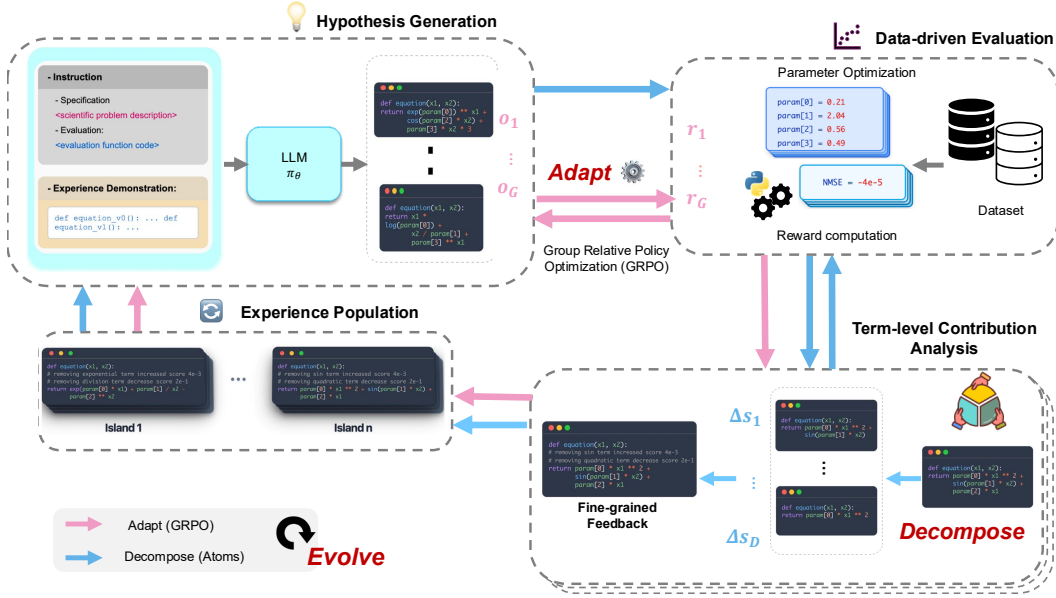 Hypothesis Generation
- Instruction
- Specification
<scientific problem description>
- Evaluation:
<evaluation function code>
- Experience Demonstration:
def equation_v0(): ... def
equation_v1(): ...
LLM
πθ
def equation(x1, x2):
return exp(param[0]) ** x1 +
cos(param[2] * x2) +
param[3] * x2 * 3
def equation(x1, x2):
return x1 *
log(param[0]) +
x2 / param[1] +
param[3] ** x1
o1
⋮
oG
Adapt
Group Relative Policy
Optimization (GRPO)
r1
⋮
rG
Data-driven Evaluation
Parameter Optimization
param[0] = 0.21
param[1] = 2.04
param[2] = 0.56
param[3] = 0.49
NMSE = -4e-5
Reward computation
Dataset
Experience Population
def equation(x1, x2):
# removing exponential term increased score 4e-3
# removing division term decrease score 2e-1
return exp(param[0] * x1) + param[1] / x2 -
param[2] ** x2
Island 1
...
def equation(x1, x2):
# removing sin term increased score 4e-3
# removing quadratic term decrease score 2e-1
return param[0] * x1 ** 2 + sin(param[1] * x2) +
param[2] * x1
Island n
Term-level Contribution
Analysis
def equation(x1, x2):
# removing sin term increased score 4e-3
# removing quadratic term decrease score 2e-1
return param[0] * x1 ** 2 +
sin(param[1] * x2) +
param[2] * x1
Fine-grained
Feedback
Δs1
⋮
ΔsD
def equation(x1, x2):
return param[0] * x1 ** 2 +
sin(param[1] * x2)
...
def equation(x1, x2):
return param[0] * x1 ** 2
def equation(x1, x2):
return param[0] * x1 ** 2 +
sin(param[1] * x2) +
param[2] * x1
Decompose
Adapt (GRPO)
Decompose (Atoms)
Evolve